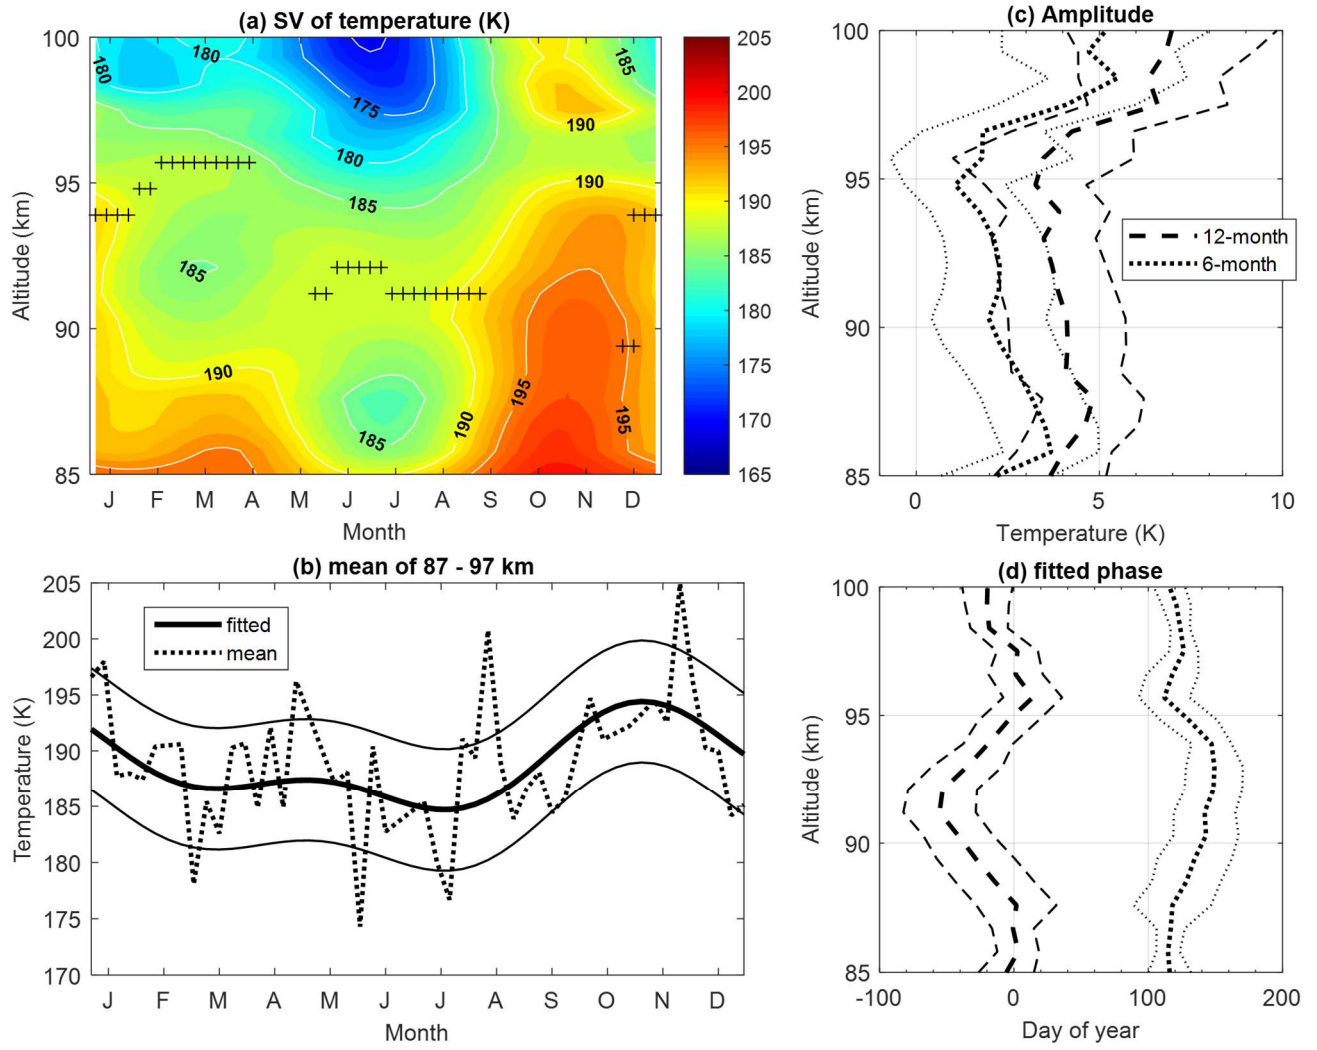 (a) SV of temperature (K)
100
95
90
85
Altitude (km)
180
180
175
180
185
185
190
190
185
190
185
190
195
195
J F M A M J J A S O N D
Month
205
200
195
190
185
180
175
170
165
(c) Amplitude
100
95
90
85
Altitude (km)
12-month
6-month
0 5 10
Temperature (K)
(b) mean of 87 - 97 km
205
200
195
190
185
180
175
170
Temperature (K)
fitted
mean
J F M A M J J A S O N D
Month
(d) fitted phase
100
95
90
85
Altitude (km)
-100 0 100 200
Day of year